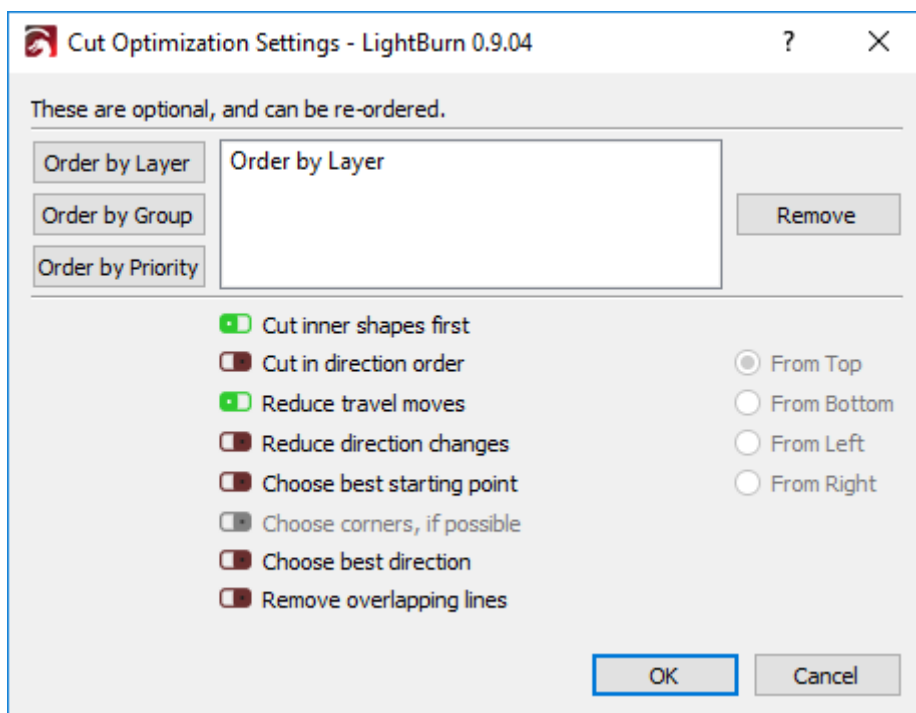 Cut Optimization Settings - LightBurn 0.9.04
?
These are optional, and can be re-ordered.
Order by Layer
Order by Group
Order by Priority
Order by Layer
Remove
Cut inner shapes first
Cut in direction order
Reduce travel moves
Reduce direction changes
Choose best starting point
Choose corners, if possible
Choose best direction
Remove overlapping lines
From Top
From Bottom
From Left
From Right
OK
Cancel